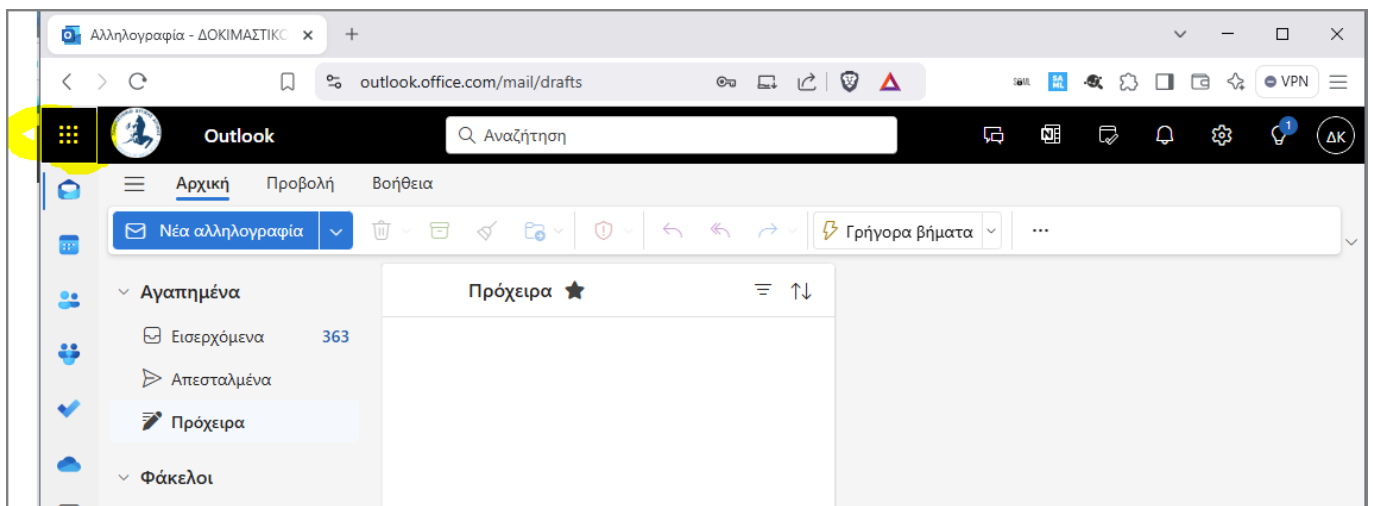 Αλληλογραφία - ΔΟΚΙΜΑΣΤΙΚΟ
outlook.office.com/mail/drafts
VPN
Outlook
Αναζήτηση
1
ΔΚ
Αρχική Προβολή Βοήθεια
Νέα αλληλογραφία
Γρήγορα βήματα
Αγαπημένα
Πρόχειρα
Εισερχόμενα 363
Απεσταλμένα
Πρόχειρα
Φάκελοι